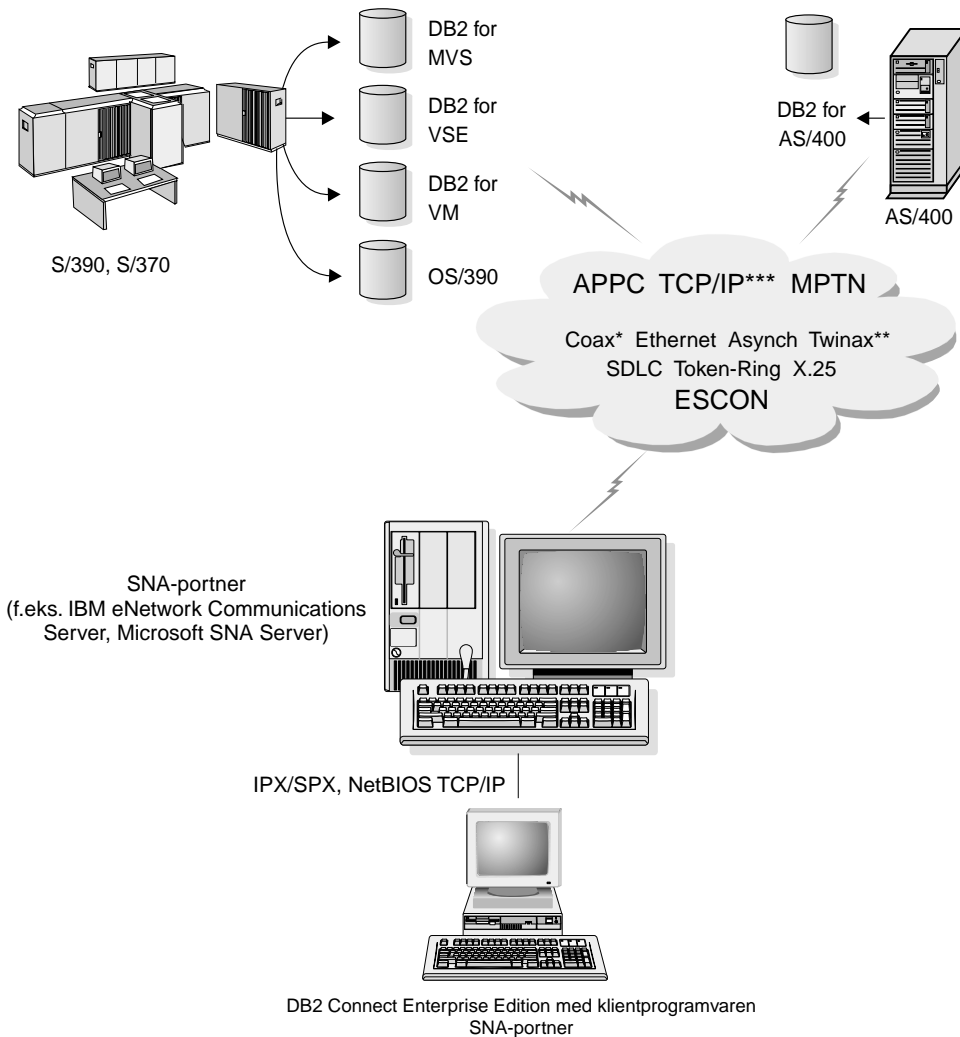 DB2 for
MVS
DB2 for
VSE
DB2 for
VM
OS/390
S/390, S/370
DB2 for
AS/400
AS/400
APPC TCP/IP*** MPTN
Coax* Ethernet Asynch Twinax**
SDLC Token-Ring X.25
ESCON
SNA-portner
(f.eks. IBM eNetwork Communications
Server, Microsoft SNA Server)
IPX/SPX, NetBIOS TCP/IP
DB2 Connect Enterprise Edition med klientprogramvaren
SNA-portner